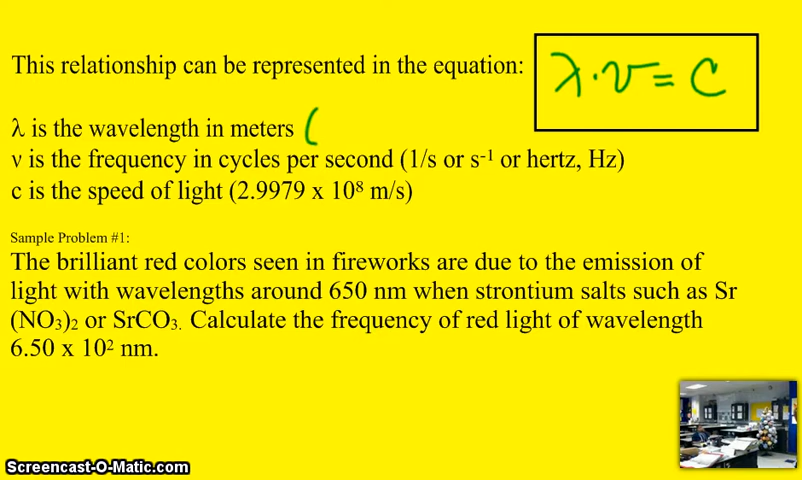 This relationship can be represented in the equation: λ·ν = C
λ is the wavelength in meters (
ν is the frequency in cycles per second (1/s or s⁻¹ or hertz, Hz)
c is the speed of light (2.9979 x 10⁸ m/s)
Sample Problem #1:
The brilliant red colors seen in fireworks are due to the emission of
light with wavelengths around 650 nm when strontium salts such as Sr
(NO₃)₂ or SrCO₃. Calculate the frequency of red light of wavelength
6.50 x 10² nm.
Screencast-O-Matic.com